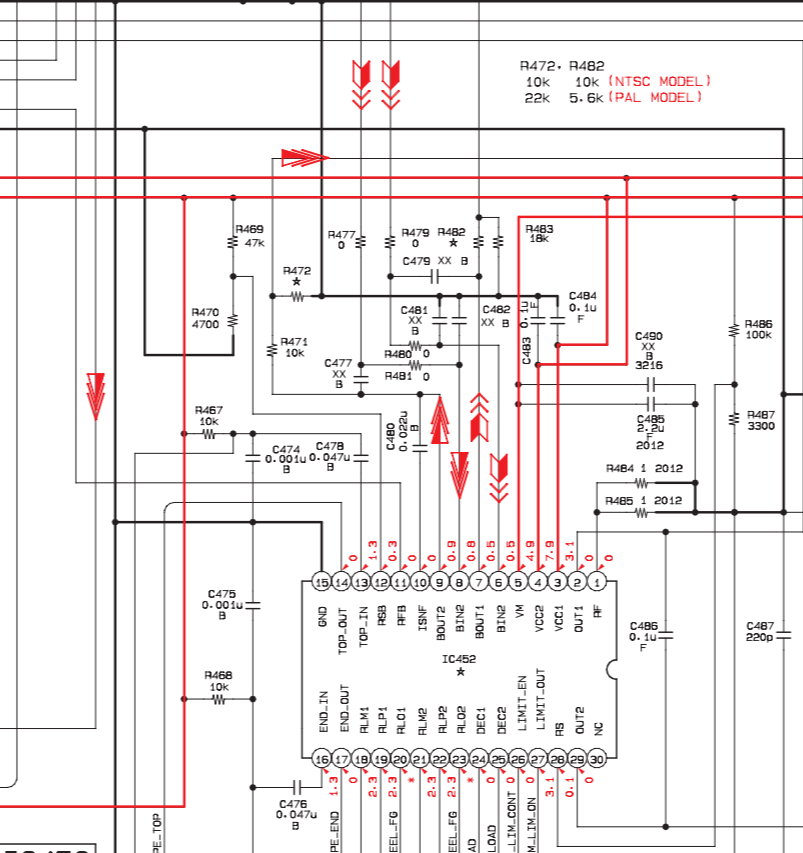 R472. R482
10k 10k (NTSC MODEL)
22k 5.6k (PAL MODEL)
R469
47k
R477
0
R479
0
R482
★
R483
18k
C479 XX B
R472
★
R470
4700
C481
XX
B
C482
XX B
0.1u
F
C483
C484
0.1u
F
R471
10k
R480 0
R481 0
C477
XX
B
C490
XX
B
3216
R486
100k
C485
2.2u
F
2012
R487
3300
R467
10k
C474
0.001u
B
C478
0.047u
B
C480
0.022u
B
R484 1 2012
R485 1 2012
0 1.3 0.3 0 0 0.9 0.8 0.5 0.5 4.9 7.9 3.1 0 0
15 14 13 12 11 10 9 8 7 6 5 4 3 2 1
GND TOP_OUT TOP_IN RSB RFB ISNF BOUT2 BIN2 BOUT1 BIN2 VM VCC2 VCC1 OUT1 RF
C475
0.001u
B
IC452
★
C486
0.1u
F
C487
220p
R468
10k
END_IN END_OUT RLM1 RLP1 RLO1 RLM2 RLP2 RLO2 DEC1 DEC2 LIMIT_EN LIMIT_OUT RS OUT2 NC
16 17 18 19 20 21 22 23 24 25 26 27 28 29 30
1.3 0 2.3 2.3 * 2.3 2.3 * 0 0 0 3.1 0.1 0
C476
0.047u
B
PE_TOP
PE_END
EEL_FG
EEL_FG
AD
LOAD
_LIM_CONT
M_LIM_ON